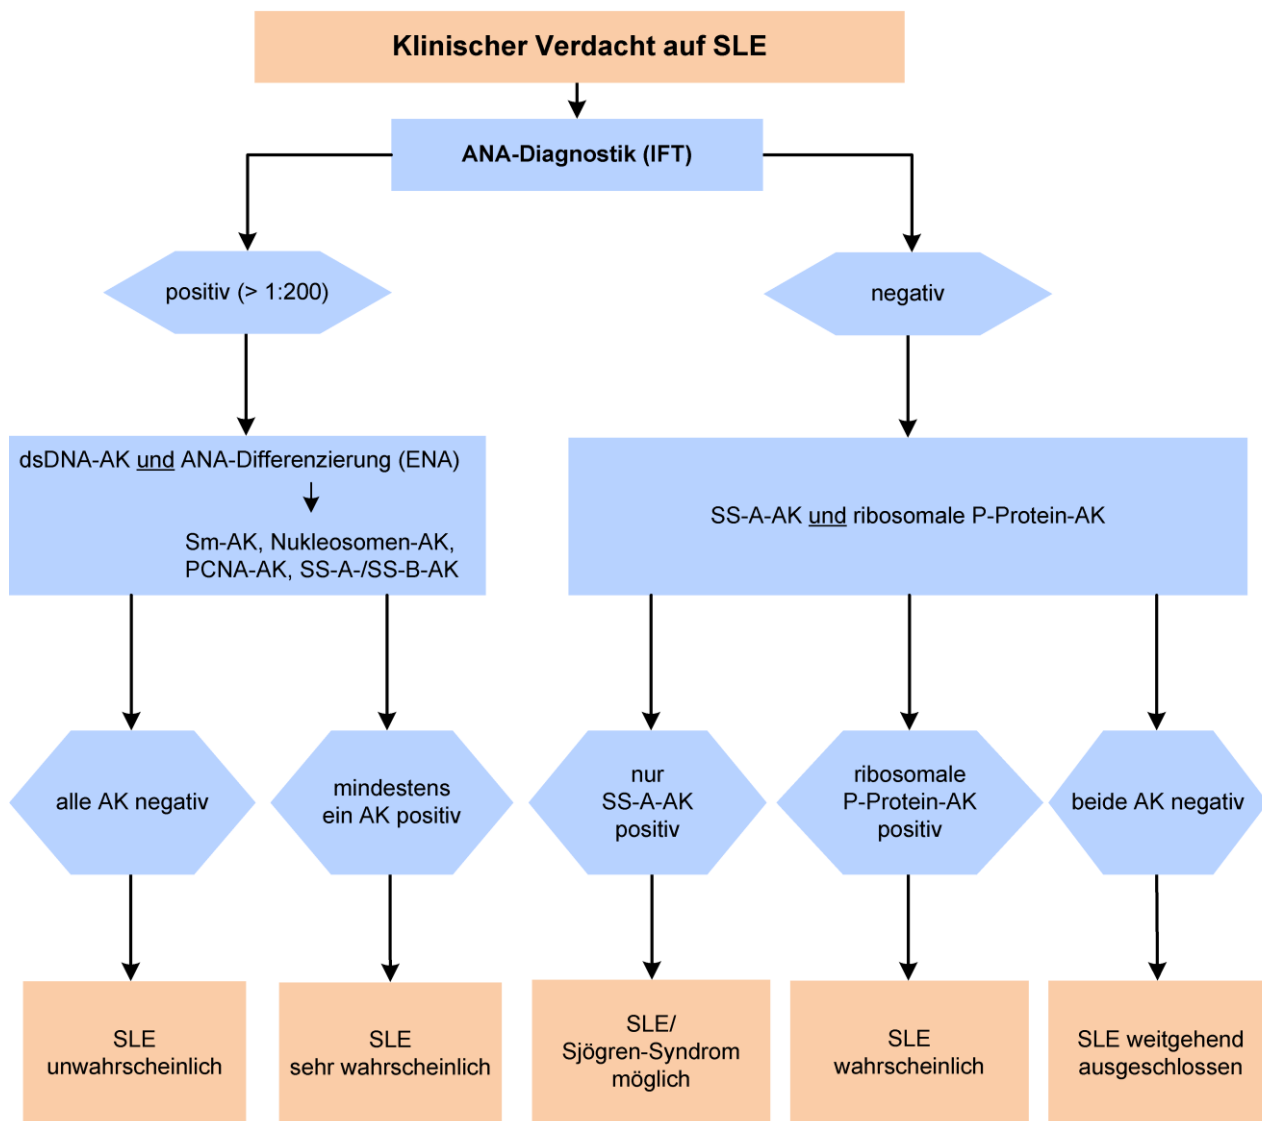 Klinischer Verdacht auf SLE
ANA-Diagnostik (IFT)
positiv (> 1:200)
negativ
dsDNA-AK und ANA-Differenzierung (ENA)
Sm-AK, Nukleosomen-AK,
PCNA-AK, SS-A-/SS-B-AK
SS-A-AK und ribosomale P-Protein-AK
alle AK negativ
mindestens
ein AK positiv
nur
SS-A-AK
positiv
ribosomale
P-Protein-AK
positiv
beide AK negativ
SLE
unwahrscheinlich
SLE
sehr wahrscheinlich
SLE/
Sjögren-Syndrom
möglich
SLE
wahrscheinlich
SLE weitgehend
ausgeschlossen